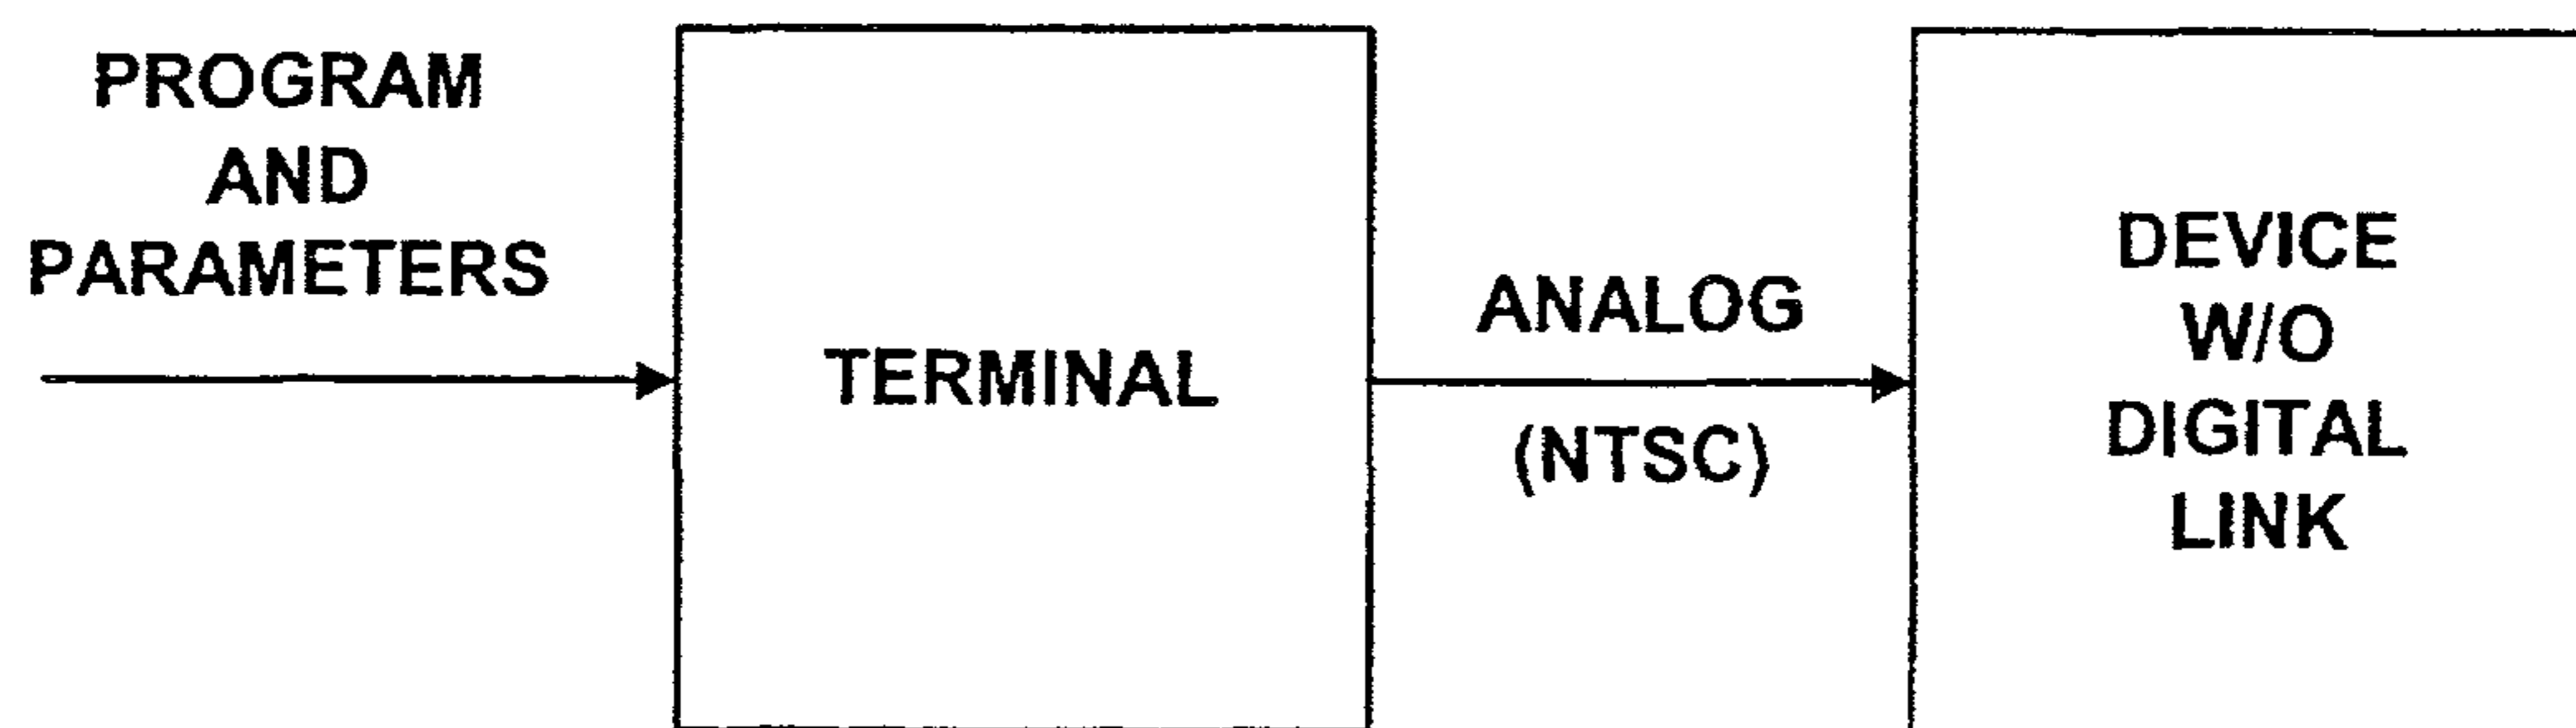 PROGRAM
AND
PARAMETERS
TERMINAL
ANALOG
(NTSC)
DEVICE
W/O
DIGITAL
LINK